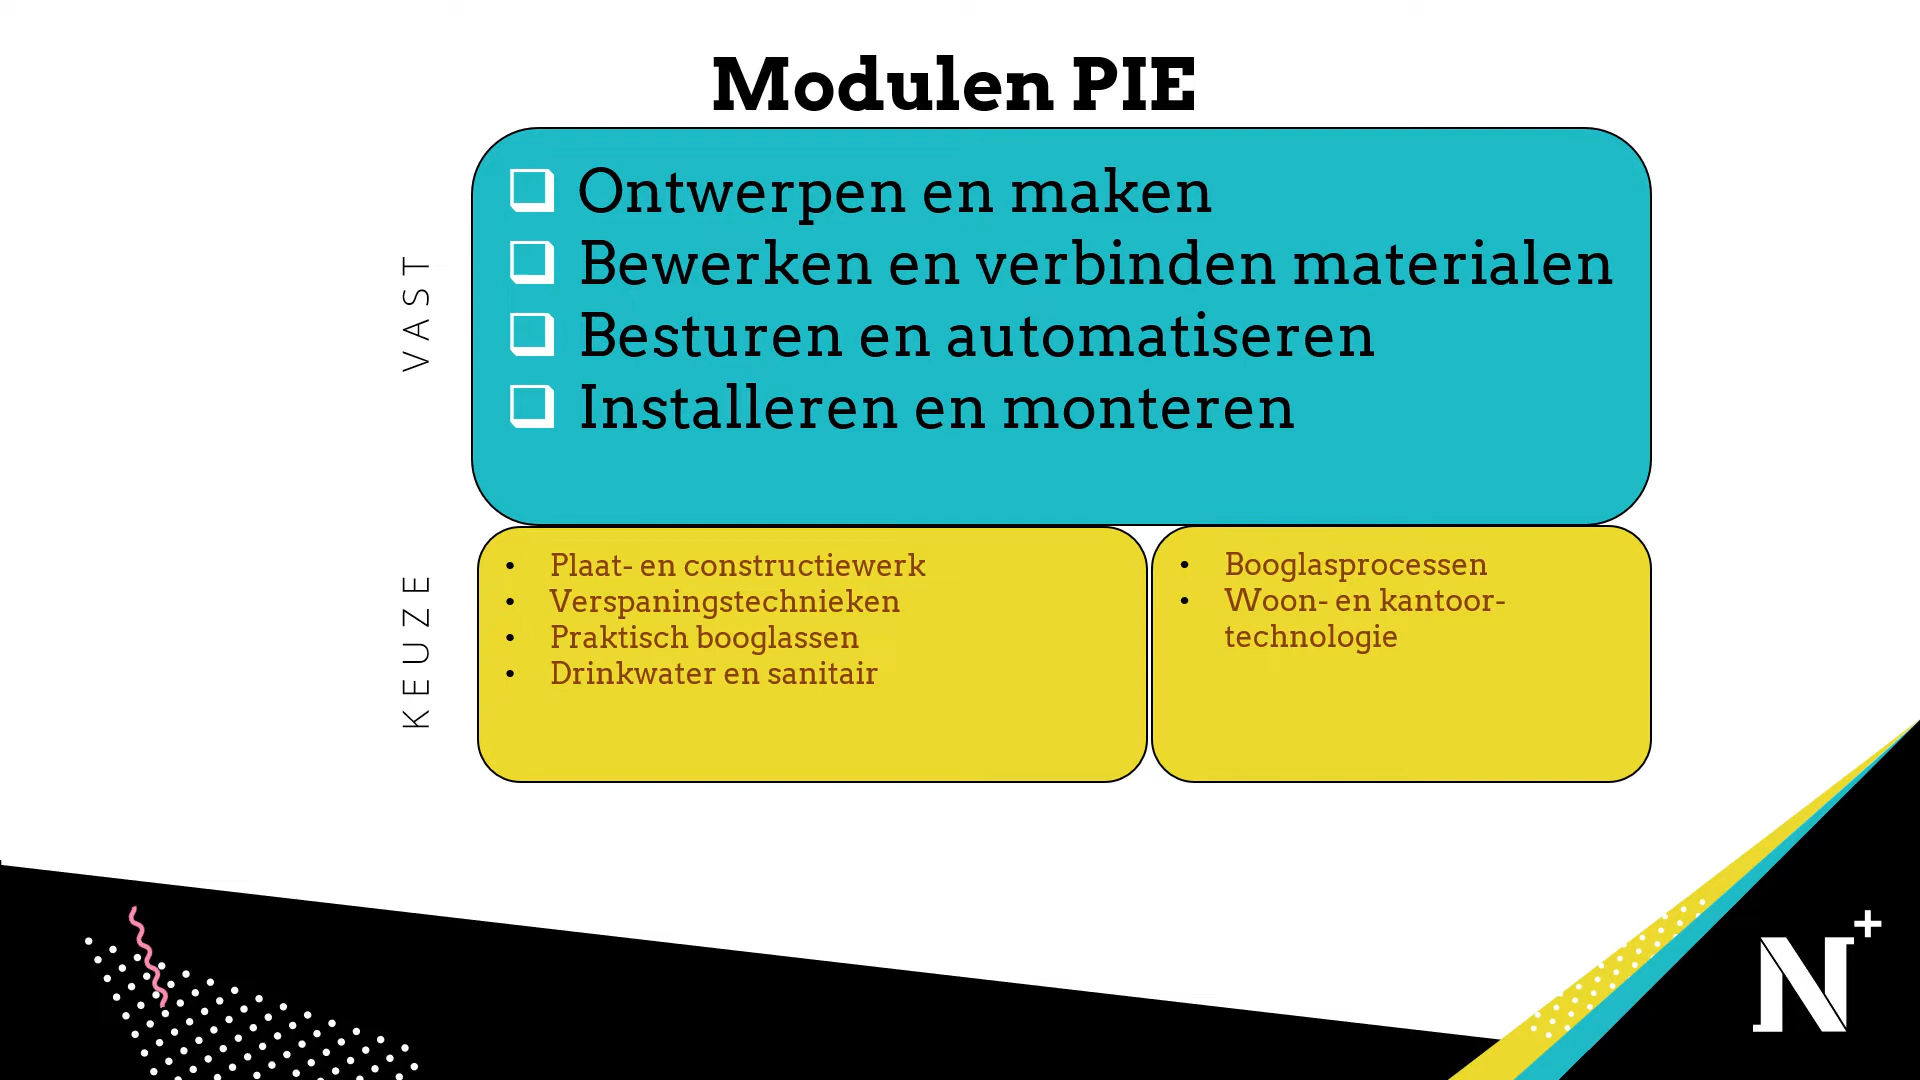 Modulen PIE
VAST
Ontwerpen en maken
Bewerken en verbinden materialen
Besturen en automatiseren
Installeren en monteren
KEUZE
Plaat- en constructiewerk
Verspaningstechnieken
Praktisch booglassen
Drinkwater en sanitair
Booglasprocessen
Woon- en kantoor-
technologie
N+